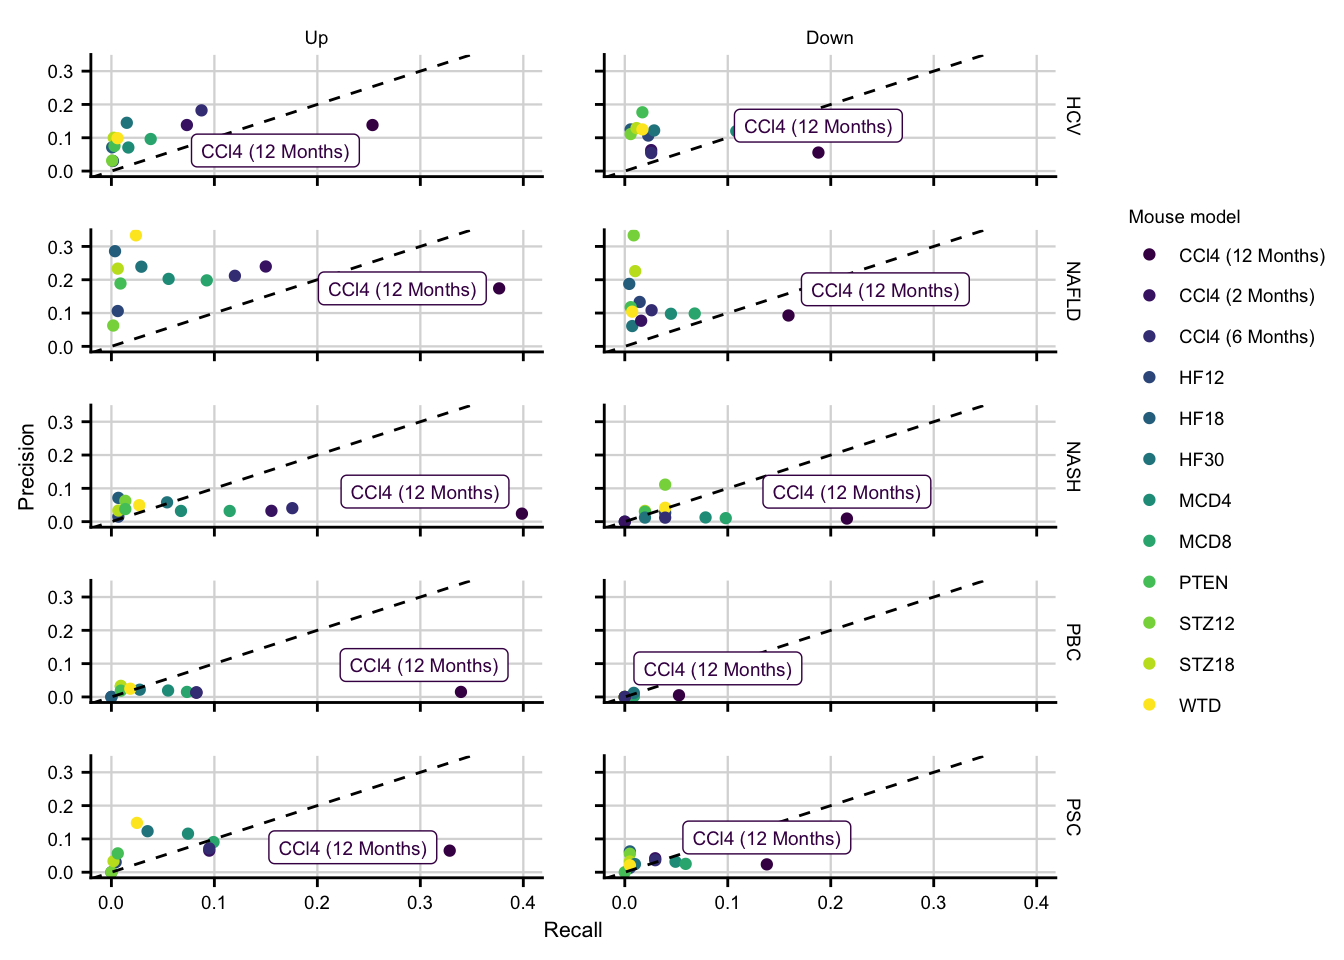 Up
Down
0.3
0.2
0.1
0.0
CCl4 (12 Months)
CCl4 (12 Months)
HCV
0.3
0.2
0.1
0.0
CCl4 (12 Months)
CCl4 (12 Months)
NAFLD
0.3
0.2
0.1
0.0
CCl4 (12 Months)
CCl4 (12 Months)
NASH
0.3
0.2
0.1
0.0
CCl4 (12 Months)
CCl4 (12 Months)
PBC
0.3
0.2
0.1
0.0
CCl4 (12 Months)
CCl4 (12 Months)
PSC
0.0 0.1 0.2 0.3 0.4
0.0 0.1 0.2 0.3 0.4
Recall
Precision
Mouse model
CCl4 (12 Months)
CCl4 (2 Months)
CCl4 (6 Months)
HF12
HF18
HF30
MCD4
MCD8
PTEN
STZ12
STZ18
WTD